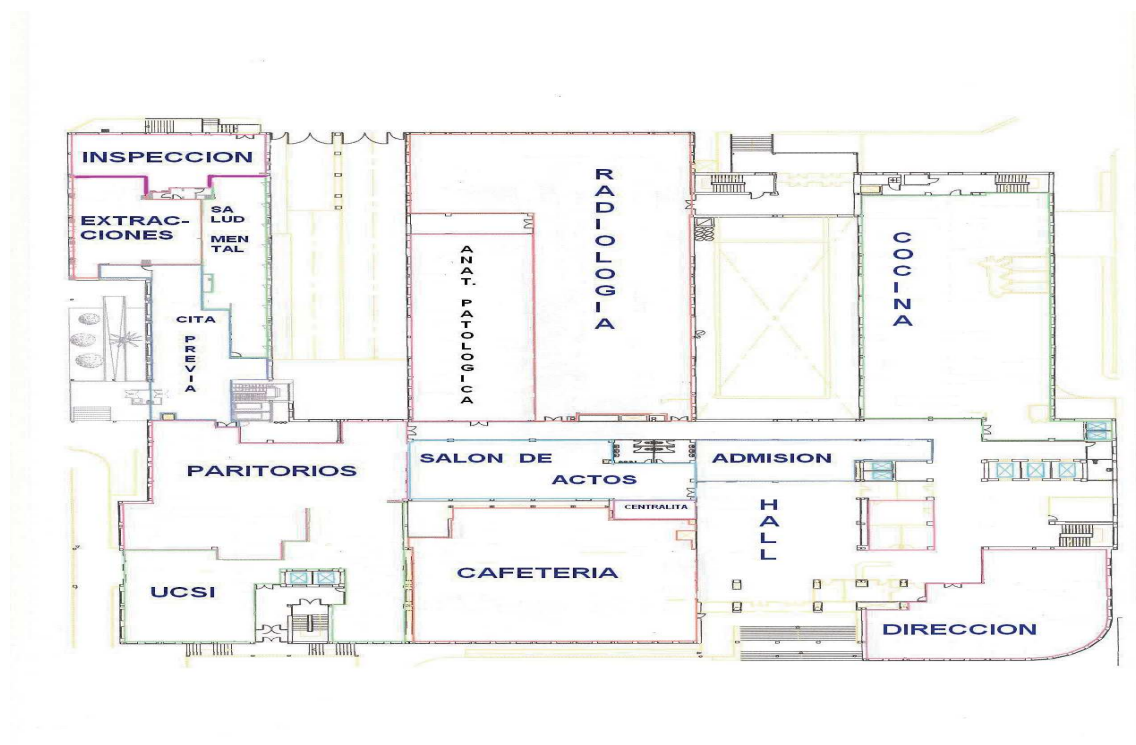 INSPECCION
EXTRAC-
CIONES
SA
LUD
MEN
TAL
CITA
PREVIA
ANAT. PATOLOGICA
RADIOLOGIA
COCINA
PARITORIOS
SALON DE
ACTOS
ADMISION
CENTRALITA
HALL
CAFETERIA
UCSI
DIRECCION